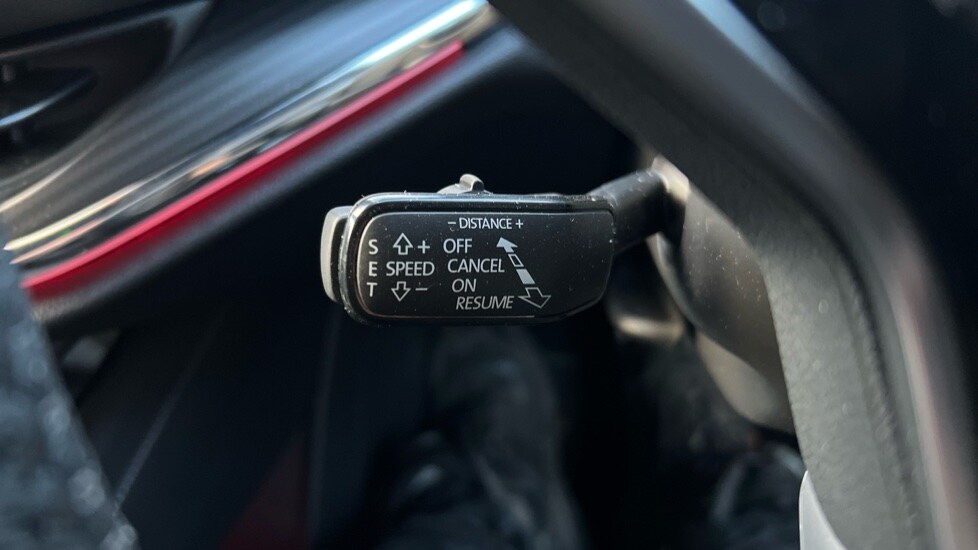 - DISTANCE +
S ⇧ + OFF
E SPEED CANCEL
T ⇩ - ON
RESUME